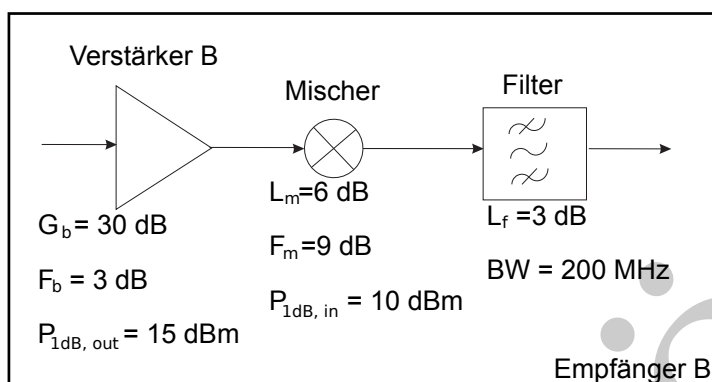 Verstärker B
Mischer
Filter
G_b = 30 dB
F_b = 3 dB
P_1dB, out = 15 dBm
L_m=6 dB
F_m=9 dB
P_1dB, in = 10 dBm
L_f=3 dB
BW = 200 MHz
Empfänger B